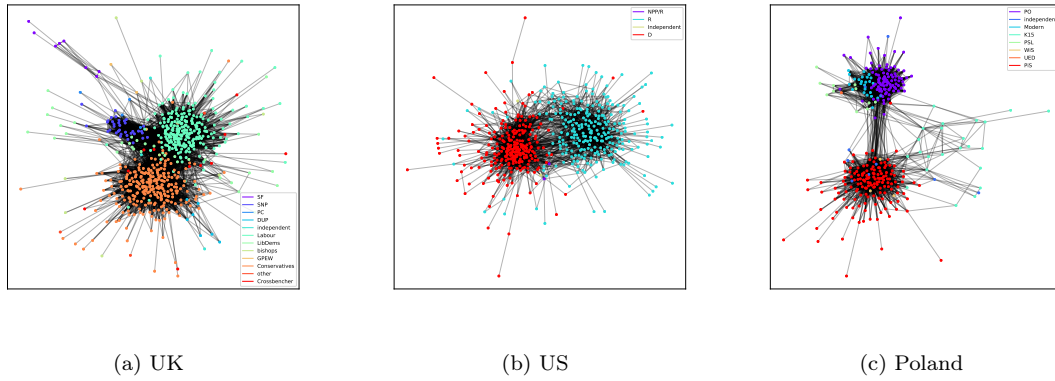 SF
SNP
PC
DUP
independent
Labour
LibDems
bishops
GPEW
Conservatives
other
Crossbencher
(a) UK
NPP/R
R
Independent
D
(b) US
PO
independent
Modern
K15
PSL
WiS
UED
PiS
(c) Poland